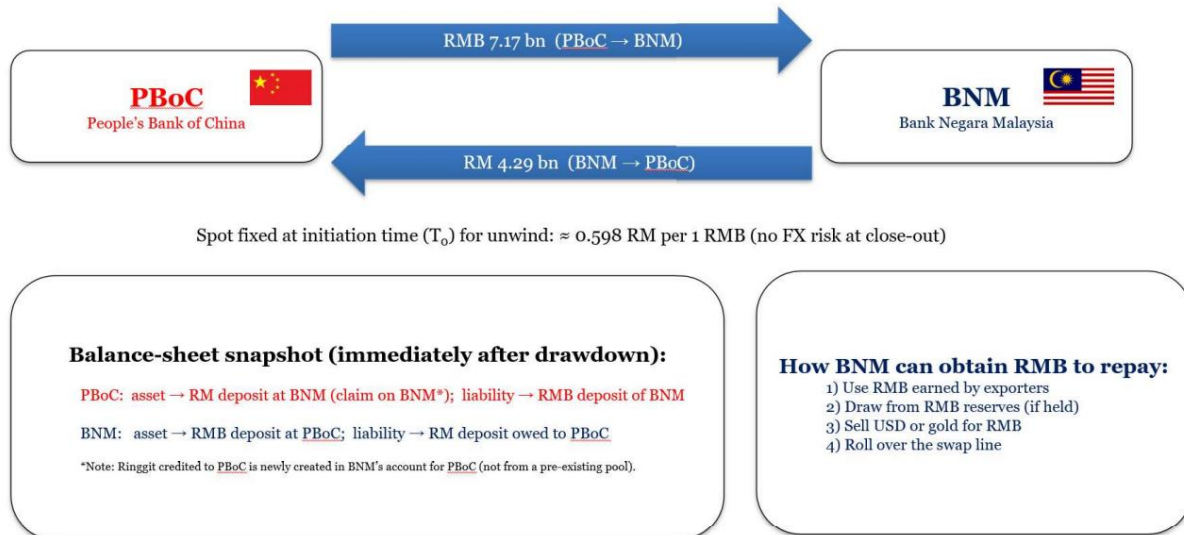 RMB 7.17 bn (PBoC → BNM)
PBoC
People's Bank of China
BNM
Bank Negara Malaysia
RM 4.29 bn (BNM → PBoC)
Spot fixed at initiation time (T₀) for unwind: ≈ 0.598 RM per 1 RMB (no FX risk at close-out)
Balance-sheet snapshot (immediately after drawdown):
PBoC: asset → RM deposit at BNM (claim on BNM*); liability → RMB deposit of BNM
BNM: asset → RMB deposit at PBoC; liability → RM deposit owed to PBoC
*Note: Ringgit credited to PBoC is newly created in BNM's account for PBoC (not from a pre-existing pool).
How BNM can obtain RMB to repay:
1) Use RMB earned by exporters
2) Draw from RMB reserves (if held)
3) Sell USD or gold for RMB
4) Roll over the swap line